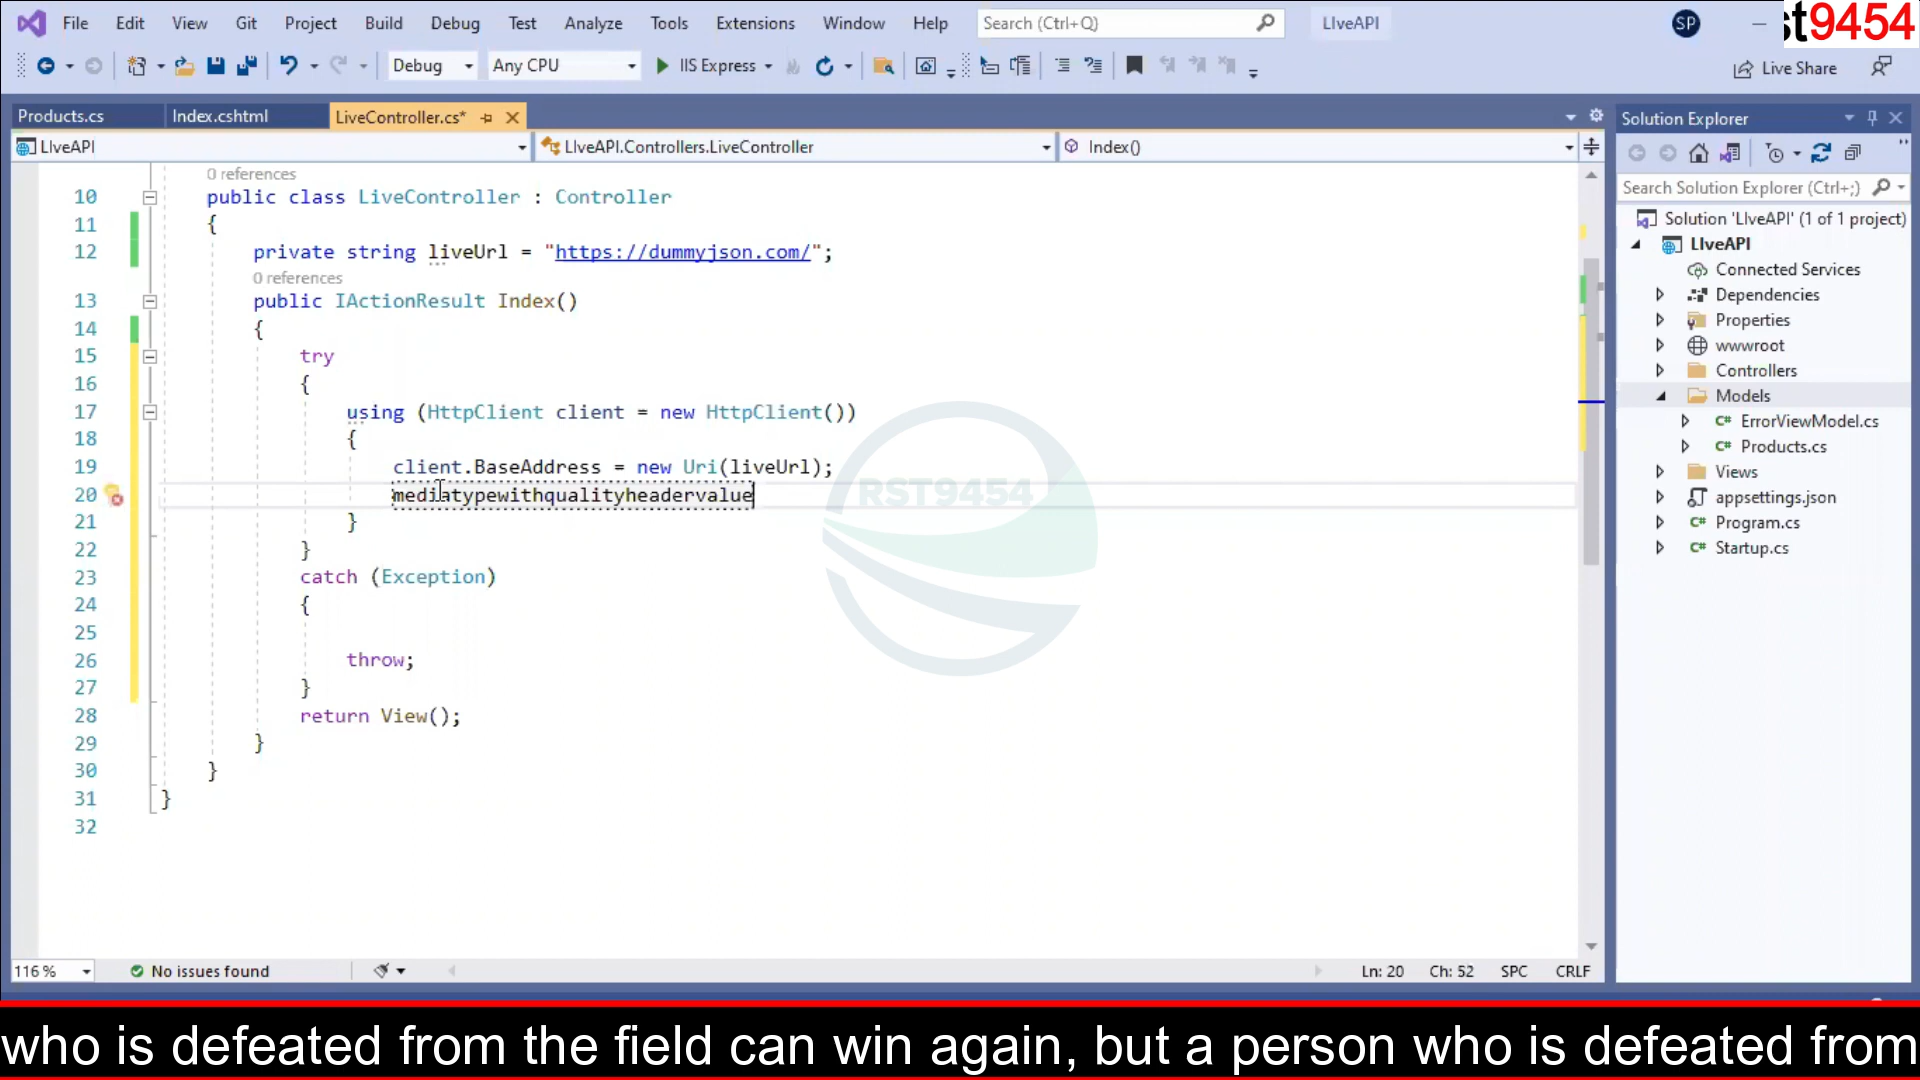 File Edit View Git Project Build Debug Test Analyze Tools Extensions Window Help Search (Ctrl+Q) LIveAPI SP st9454
Debug Any CPU IIS Express Live Share
Products.cs Index.cshtml LiveController.cs* Solution Explorer
LIveAPI LIveAPI.Controllers.LiveController Index()
Search Solution Explorer (Ctrl+;)
0 references
10 public class LiveController : Controller
11 {
12 private string liveUrl = "https://dummyjson.com/";
0 references
13 public IActionResult Index()
14 {
15 try
16 {
17 using (HttpClient client = new HttpClient())
18 {
19 client.BaseAddress = new Uri(liveUrl);
20 mediatypewithqualityheadervalue
21 }
22 }
23 catch (Exception)
24 {
25
26 throw;
27 }
28 return View();
29 }
30 }
31 }
32
RST9454
Solution 'LIveAPI' (1 of 1 project)
LIveAPI
Connected Services
Dependencies
Properties
wwwroot
Controllers
Models
C# ErrorViewModel.cs
C# Products.cs
Views
appsettings.json
C# Program.cs
C# Startup.cs
116 % No issues found Ln: 20 Ch: 52 SPC CRLF
who is defeated from the field can win again, but a person who is defeated from